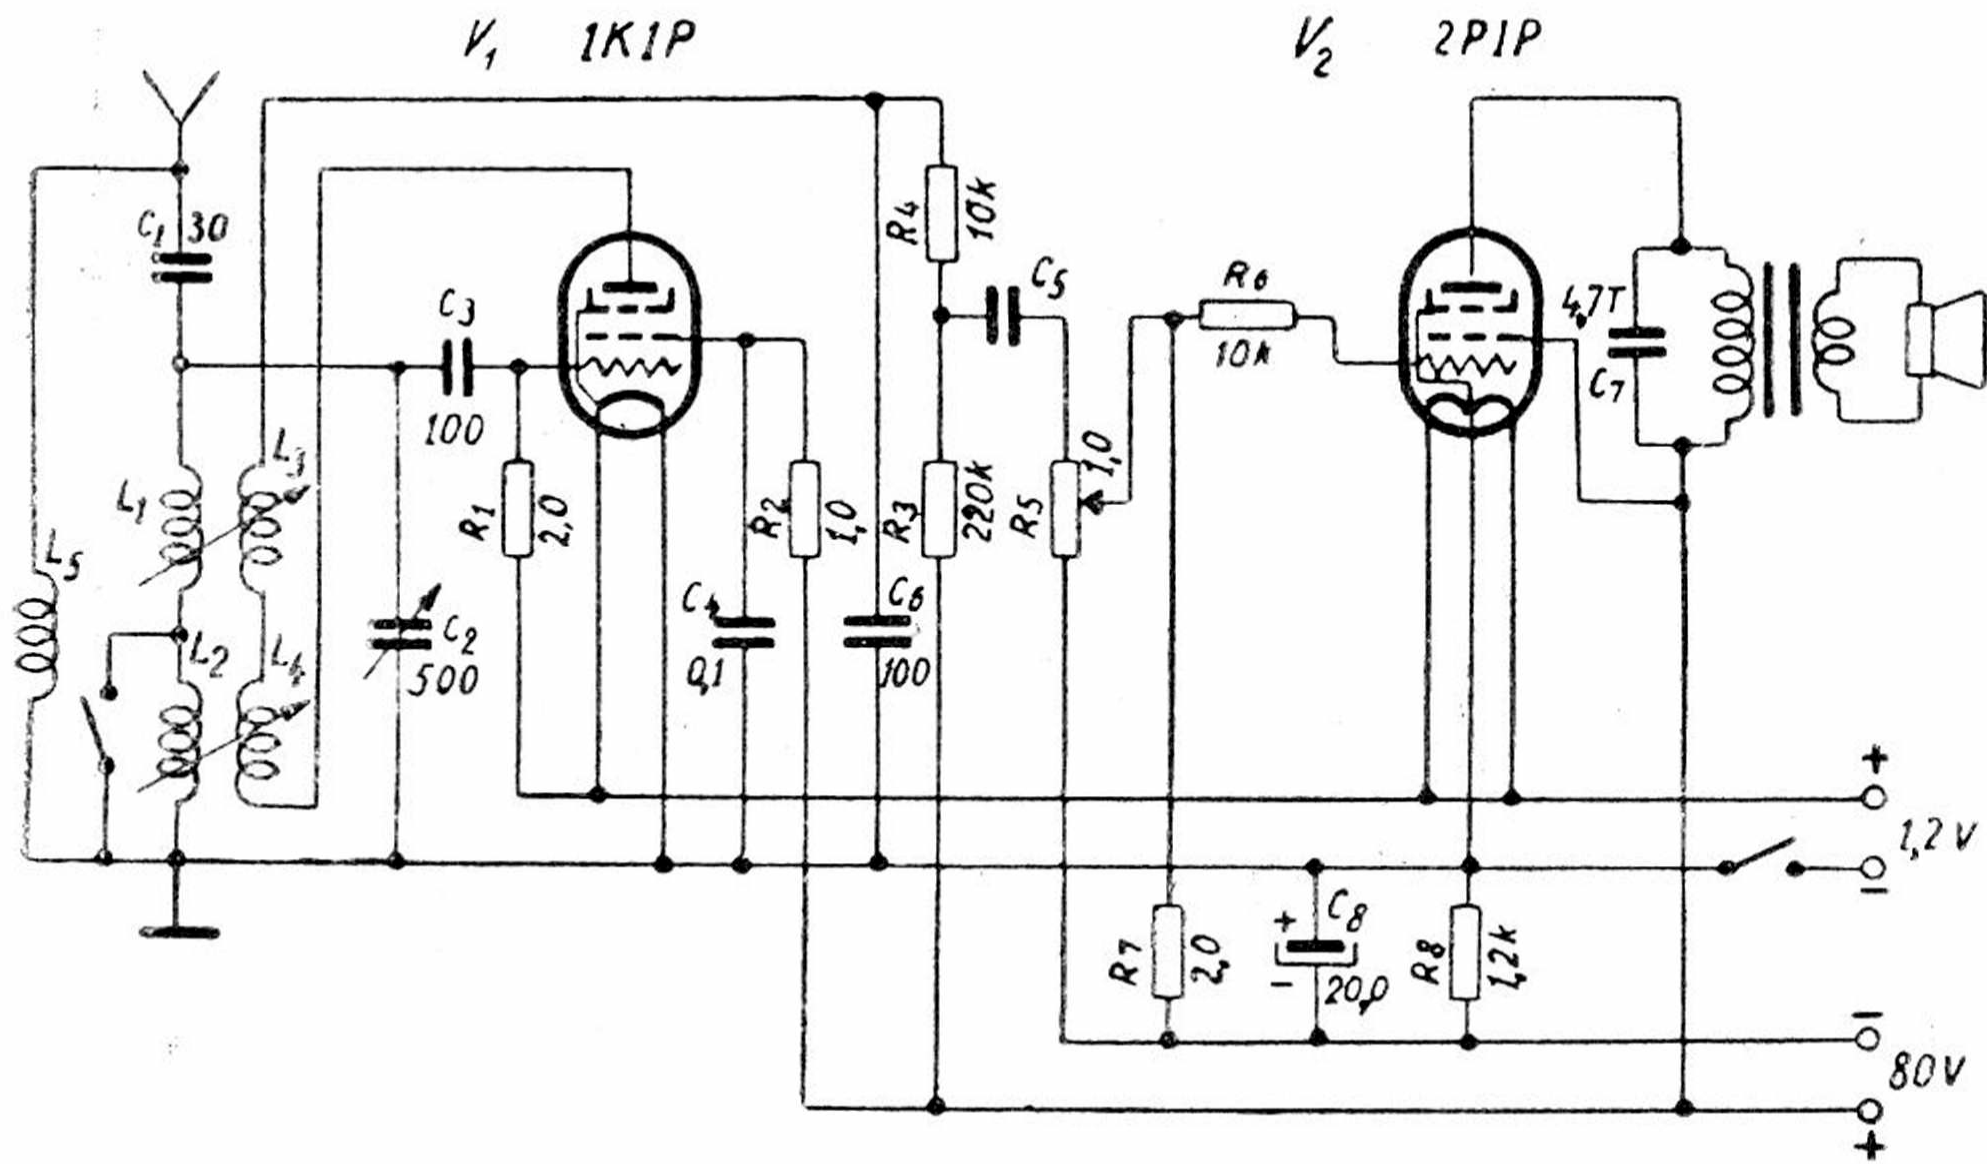 V1 1K1P
V2 2P1P
C1 30
R4 10k
C5
R6
10k
4,7T
C7
C3
100
L3
L1
L5
L2
L4
R1 2,0
C2
500
C4
0,1
R2 1,0
C6
100
R3 220k
R5 1,0
+
1,2V
−
R7 2,0
+ C8
− 20,0
R8 1,2k
−
80V
+